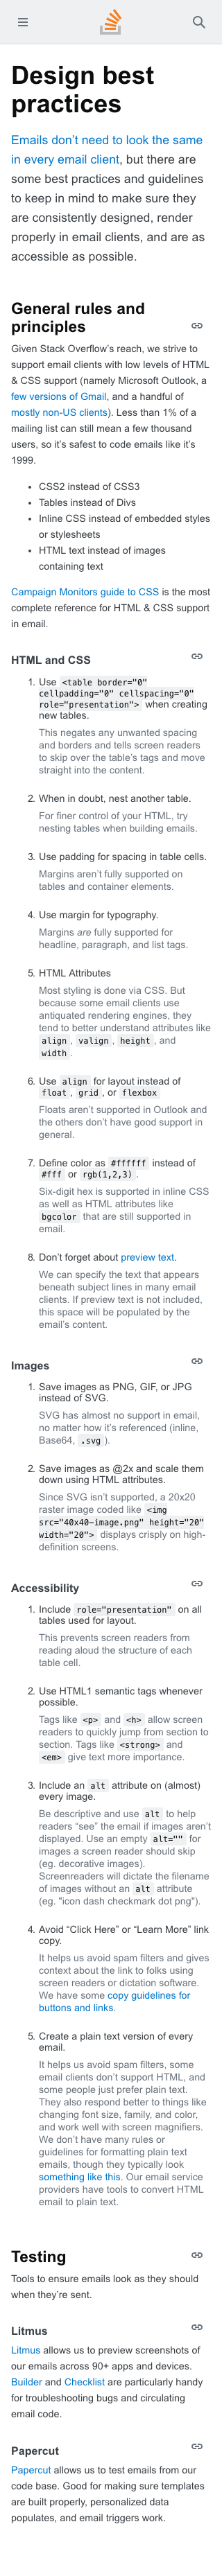 Design best
practices
Emails don’t need to look the same
in every email client, but there are
some best practices and guidelines
to keep in mind to make sure they
are consistently designed, render
properly in email clients, and are as
accessible as possible.
General rules and
principles
Given Stack Overflow’s reach, we strive to
support email clients with low levels of HTML
& CSS support (namely Microsoft Outlook, a
few versions of Gmail, and a handful of
mostly non-US clients). Less than 1% of a
mailing list can still mean a few thousand
users, so it’s safest to code emails like it’s
1999.
• CSS2 instead of CSS3
• Tables instead of Divs
• Inline CSS instead of embedded styles
or stylesheets
• HTML text instead of images
containing text
Campaign Monitors guide to CSS is the most
complete reference for HTML & CSS support
in email.
HTML and CSS
1. Use <table border="0"
cellpadding="0" cellspacing="0"
role="presentation"> when creating
new tables.
This negates any unwanted spacing
and borders and tells screen readers
to skip over the table’s tags and move
straight into the content.
2. When in doubt, nest another table.
For finer control of your HTML, try
nesting tables when building emails.
3. Use padding for spacing in table cells.
Margins aren’t fully supported on
tables and container elements.
4. Use margin for typography.
Margins are fully supported for
headline, paragraph, and list tags.
5. HTML Attributes
Most styling is done via CSS. But
because some email clients use
antiquated rendering engines, they
tend to better understand attributes like
align , valign , height , and
width .
6. Use align for layout instead of
float , grid , or flexbox
Floats aren’t supported in Outlook and
the others don’t have good support in
general.
7. Define color as #ffffff instead of
#fff or rgb(1,2,3) .
Six-digit hex is supported in inline CSS
as well as HTML attributes like
bgcolor that are still supported in
email.
8. Don’t forget about preview text.
We can specify the text that appears
beneath subject lines in many email
clients. If preview text is not included,
this space will be populated by the
email’s content.
Images
1. Save images as PNG, GIF, or JPG
instead of SVG.
SVG has almost no support in email,
no matter how it’s referenced (inline,
Base64, .svg ).
2. Save images as @2x and scale them
down using HTML attributes.
Since SVG isn’t supported, a 20x20
raster image coded like <img
src="40x40-image.png" height="20"
width="20"> displays crisply on high-
definition screens.
Accessibility
1. Include role="presentation" on all
tables used for layout.
This prevents screen readers from
reading aloud the structure of each
table cell.
2. Use HTML1 semantic tags whenever
possible.
Tags like <p> and <h> allow screen
readers to quickly jump from section to
section. Tags like <strong> and
<em> give text more importance.
3. Include an alt attribute on (almost)
every image.
Be descriptive and use alt to help
readers “see” the email if images aren’t
displayed. Use an empty alt="" for
images a screen reader should skip
(eg. decorative images).
Screenreaders will dictate the filename
of images without an alt attribute
(eg. "icon dash checkmark dot png").
4. Avoid “Click Here” or “Learn More” link
copy.
It helps us avoid spam filters and gives
context about the link to folks using
screen readers or dictation software.
We have some copy guidelines for
buttons and links.
5. Create a plain text version of every
email.
It helps us avoid spam filters, some
email clients don’t support HTML, and
some people just prefer plain text.
They also respond better to things like
changing font size, family, and color,
and work well with screen magnifiers.
We don’t have many rules or
guidelines for formatting plain text
emails, though they typically look
something like this. Our email service
providers have tools to convert HTML
email to plain text.
Testing
Tools to ensure emails look as they should
when they’re sent.
Litmus
Litmus allows us to preview screenshots of
our emails across 90+ apps and devices.
Builder and Checklist are particularly handy
for troubleshooting bugs and circulating
email code.
Papercut
Papercut allows us to test emails from our
code base. Good for making sure templates
are built properly, personalized data
populates, and email triggers work.